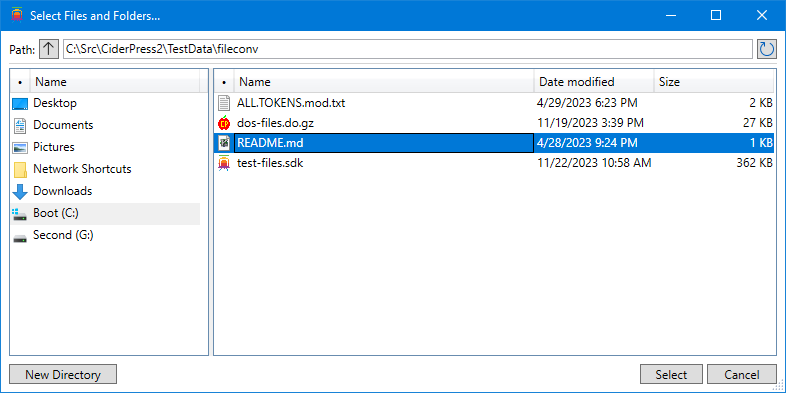 Select Files and Folders...
Path: C:\Src\CiderPress2\TestData\fileconv
• Name
Desktop
Documents
Pictures
Network Shortcuts
Downloads
Boot (C:)
Second (G:)
• Name Date modified Size
ALL.TOKENS.mod.txt 4/29/2023 6:23 PM 2 KB
dos-files.do.gz 11/19/2023 3:39 PM 27 KB
README.md 4/28/2023 9:24 PM 1 KB
test-files.sdk 11/22/2023 10:58 AM 362 KB
New Directory Select Cancel